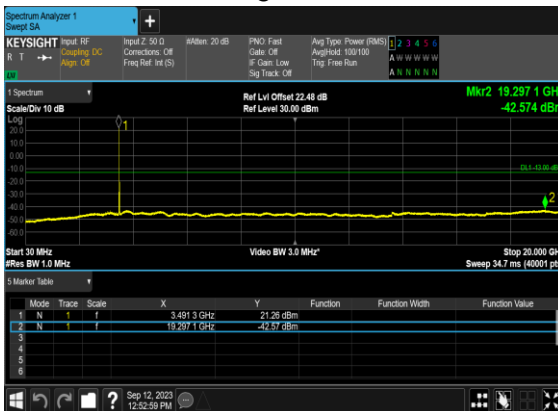 Spectrum Analyzer 1
Swept SA
KEYSIGHT Input: RF
R T Coupling: DC
Align: Off
Input Z: 50 Ω
Corrections: Off
Freq Ref: Int (S)
#Atten: 20 dB
PNO: Fast
Gate: Off
IF Gain: Low
Sig Track: Off
Avg Type: Power (RMS)
Avg|Hold: 100/100
Trig: Free Run
1 2 3 4 5 6
A W W W W W
A N N N N N
LV
1 Spectrum
Scale/Div 10 dB
Ref Lvl Offset 22.48 dB
Ref Level 30.00 dBm
Mkr2 19.297 1 GH
-42.574 dBm
Log
20.0
10.0
0.00
-10.0
-20.0
-30.0
-40.0
-50.0
-60.0
1
DL1 -13.00 dB
2
Start 30 MHz
#Res BW 1.0 MHz
Video BW 3.0 MHz*
Stop 20.000 GH
Sweep 34.7 ms (40001 pts
5 Marker Table
Mode Trace Scale X Y Function Function Width Function Value
1 N 1 f 3.491 3 GHz 21.26 dBm
2 N 1 f 19.297 1 GHz -42.57 dBm
3
4
5
6
? Sep 12, 2023
12:52:59 PM